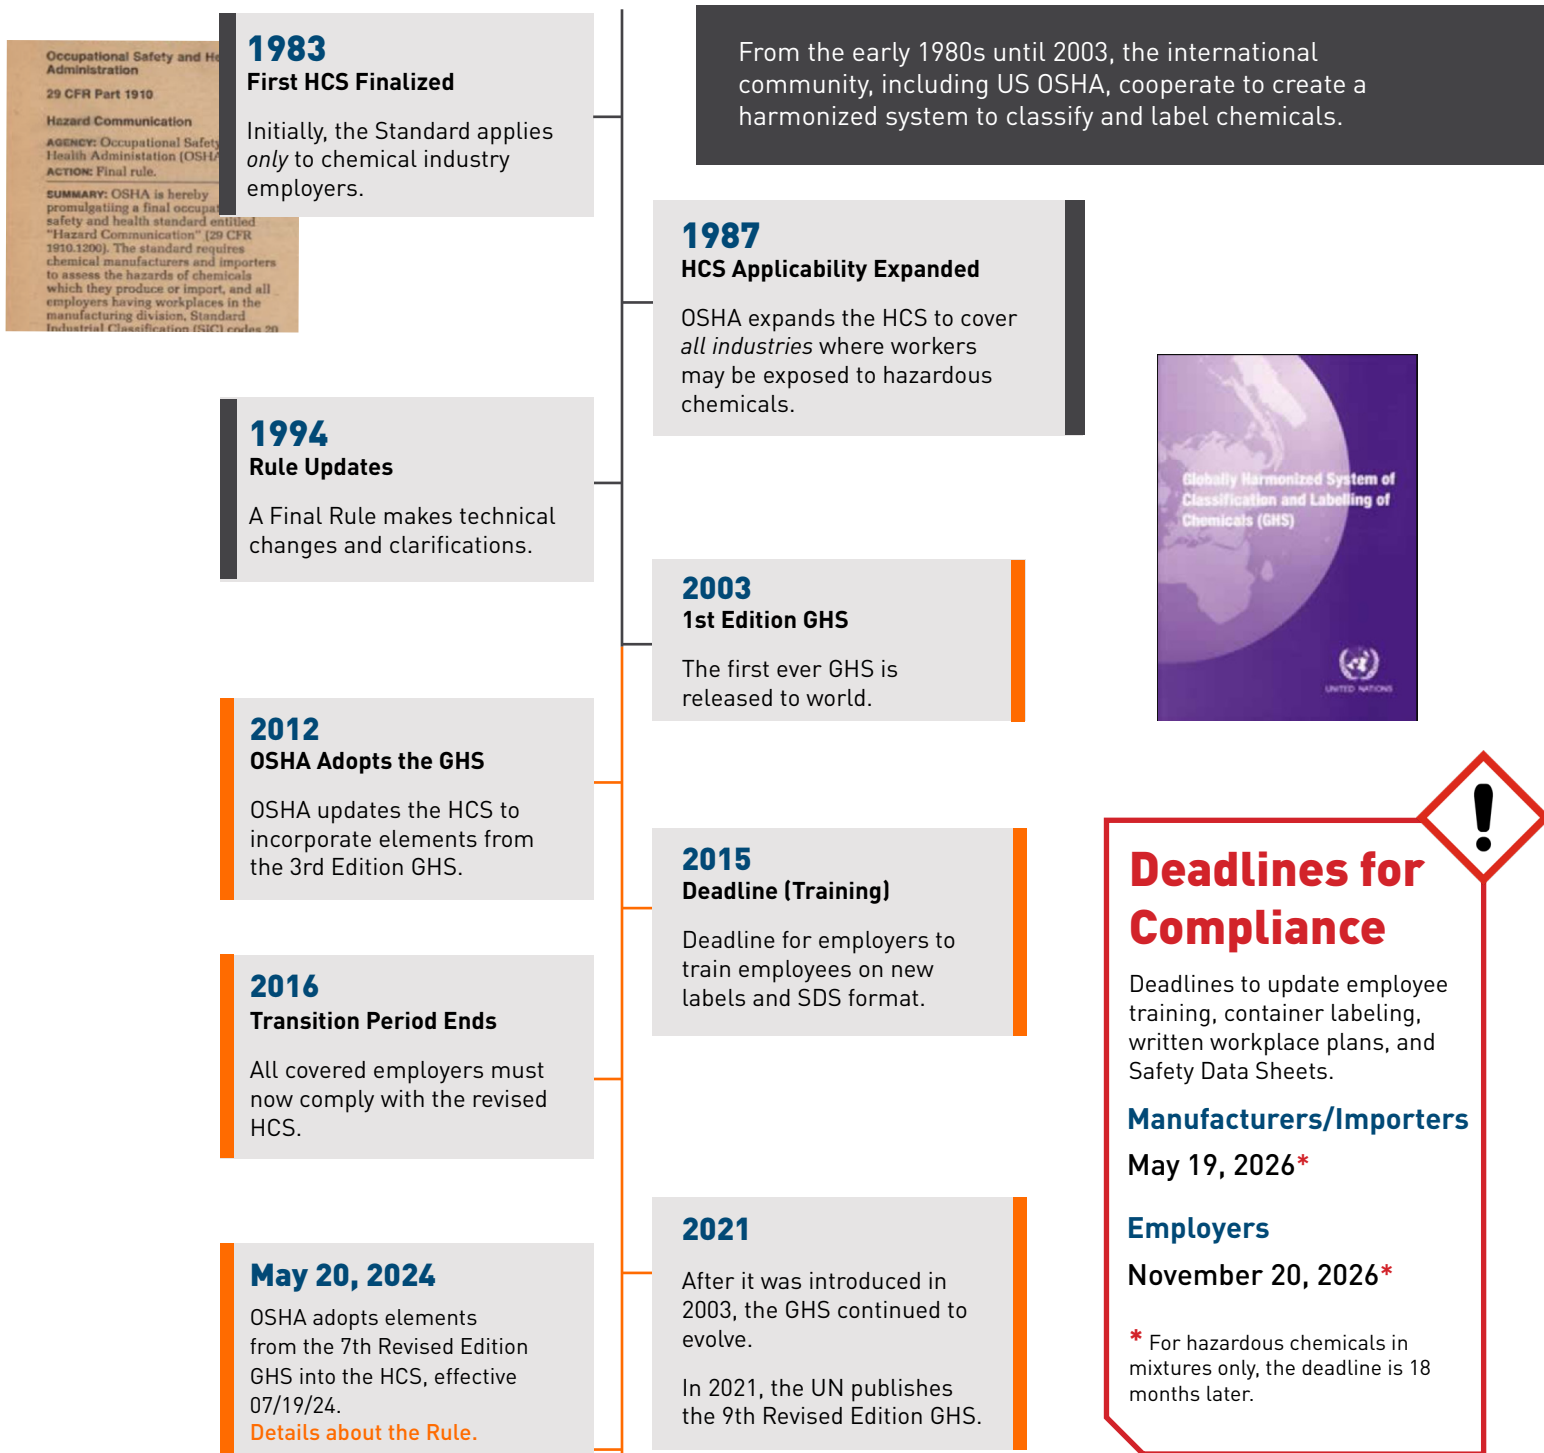 Occupational Safety and He
Administration
29 CFR Part 1910
Hazard Communication
AGENCY: Occupational Safety
Health Administation (OSHA
ACTION: Final rule.
SUMMARY: OSHA is hereby
promulgatiing a final occupat
safety and health standard entitled
"Hazard Communication" (29 CFR
1910.1200). The standard requires
chemical manufacturers and importers
to assess the hazards of chemicals
which they produce or import, and all
employers having workplaces in the
manufacturing division, Standard
Industrial Classification (SIC) codes 20
1983
First HCS Finalized
Initially, the Standard applies
only to chemical industry
employers.
From the early 1980s until 2003, the international
community, including US OSHA, cooperate to create a
harmonized system to classify and label chemicals.
1987
HCS Applicability Expanded
OSHA expands the HCS to cover
all industries where workers
may be exposed to hazardous
chemicals.
1994
Rule Updates
A Final Rule makes technical
changes and clarifications.
Globally Harmonized System of
Classification and Labelling of
Chemicals (GHS)
UNITED NATIONS
2003
1st Edition GHS
The first ever GHS is
released to world.
2012
OSHA Adopts the GHS
OSHA updates the HCS to
incorporate elements from
the 3rd Edition GHS.
2015
Deadline (Training)
Deadline for employers to
train employees on new
labels and SDS format.
2016
Transition Period Ends
All covered employers must
now comply with the revised
HCS.
2021
After it was introduced in
2003, the GHS continued to
evolve.
In 2021, the UN publishes
the 9th Revised Edition GHS.
May 20, 2024
OSHA adopts elements
from the 7th Revised Edition
GHS into the HCS, effective
07/19/24.
Details about the Rule.
Deadlines for
Compliance
Deadlines to update employee
training, container labeling,
written workplace plans, and
Safety Data Sheets.
Manufacturers/Importers
May 19, 2026*
Employers
November 20, 2026*
* For hazardous chemicals in
mixtures only, the deadline is 18
months later.